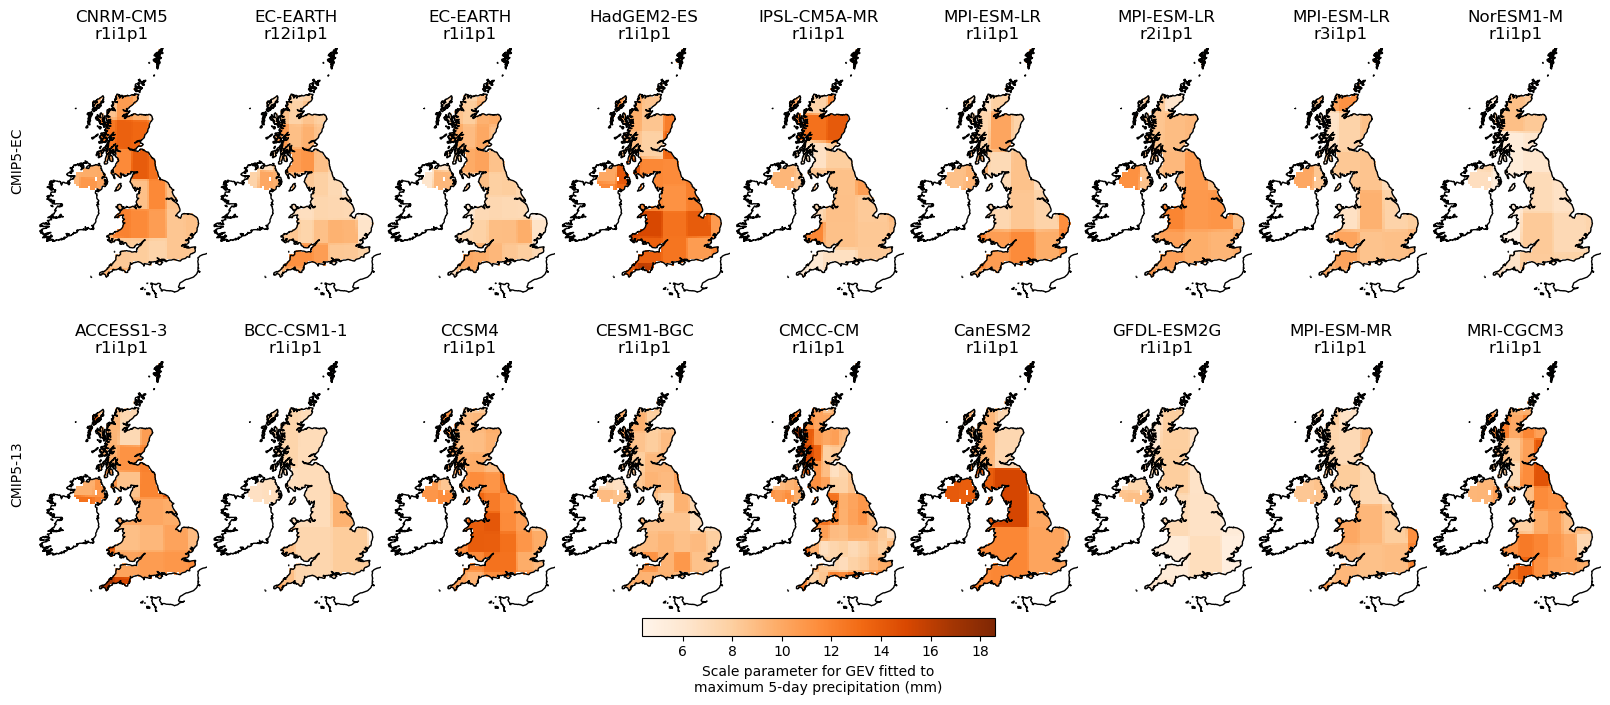 CNRM-CM5 EC-EARTH EC-EARTH HadGEM2-ES IPSL-CM5A-MR MPI-ESM-LR MPI-ESM-LR MPI-ESM-LR NorESM1-M
r1i1p1 r12i1p1 r1i1p1 r1i1p1 r1i1p1 r1i1p1 r2i1p1 r3i1p1 r1i1p1
CMIP5-EC
ACCESS1-3 BCC-CSM1-1 CCSM4 CESM1-BGC CMCC-CM CanESM2 GFDL-ESM2G MPI-ESM-MR MRI-CGCM3
r1i1p1 r1i1p1 r1i1p1 r1i1p1 r1i1p1 r1i1p1 r1i1p1 r1i1p1 r1i1p1
CMIP5-13
6 8 10 12 14 16 18
Scale parameter for GEV fitted to
maximum 5-day precipitation (mm)